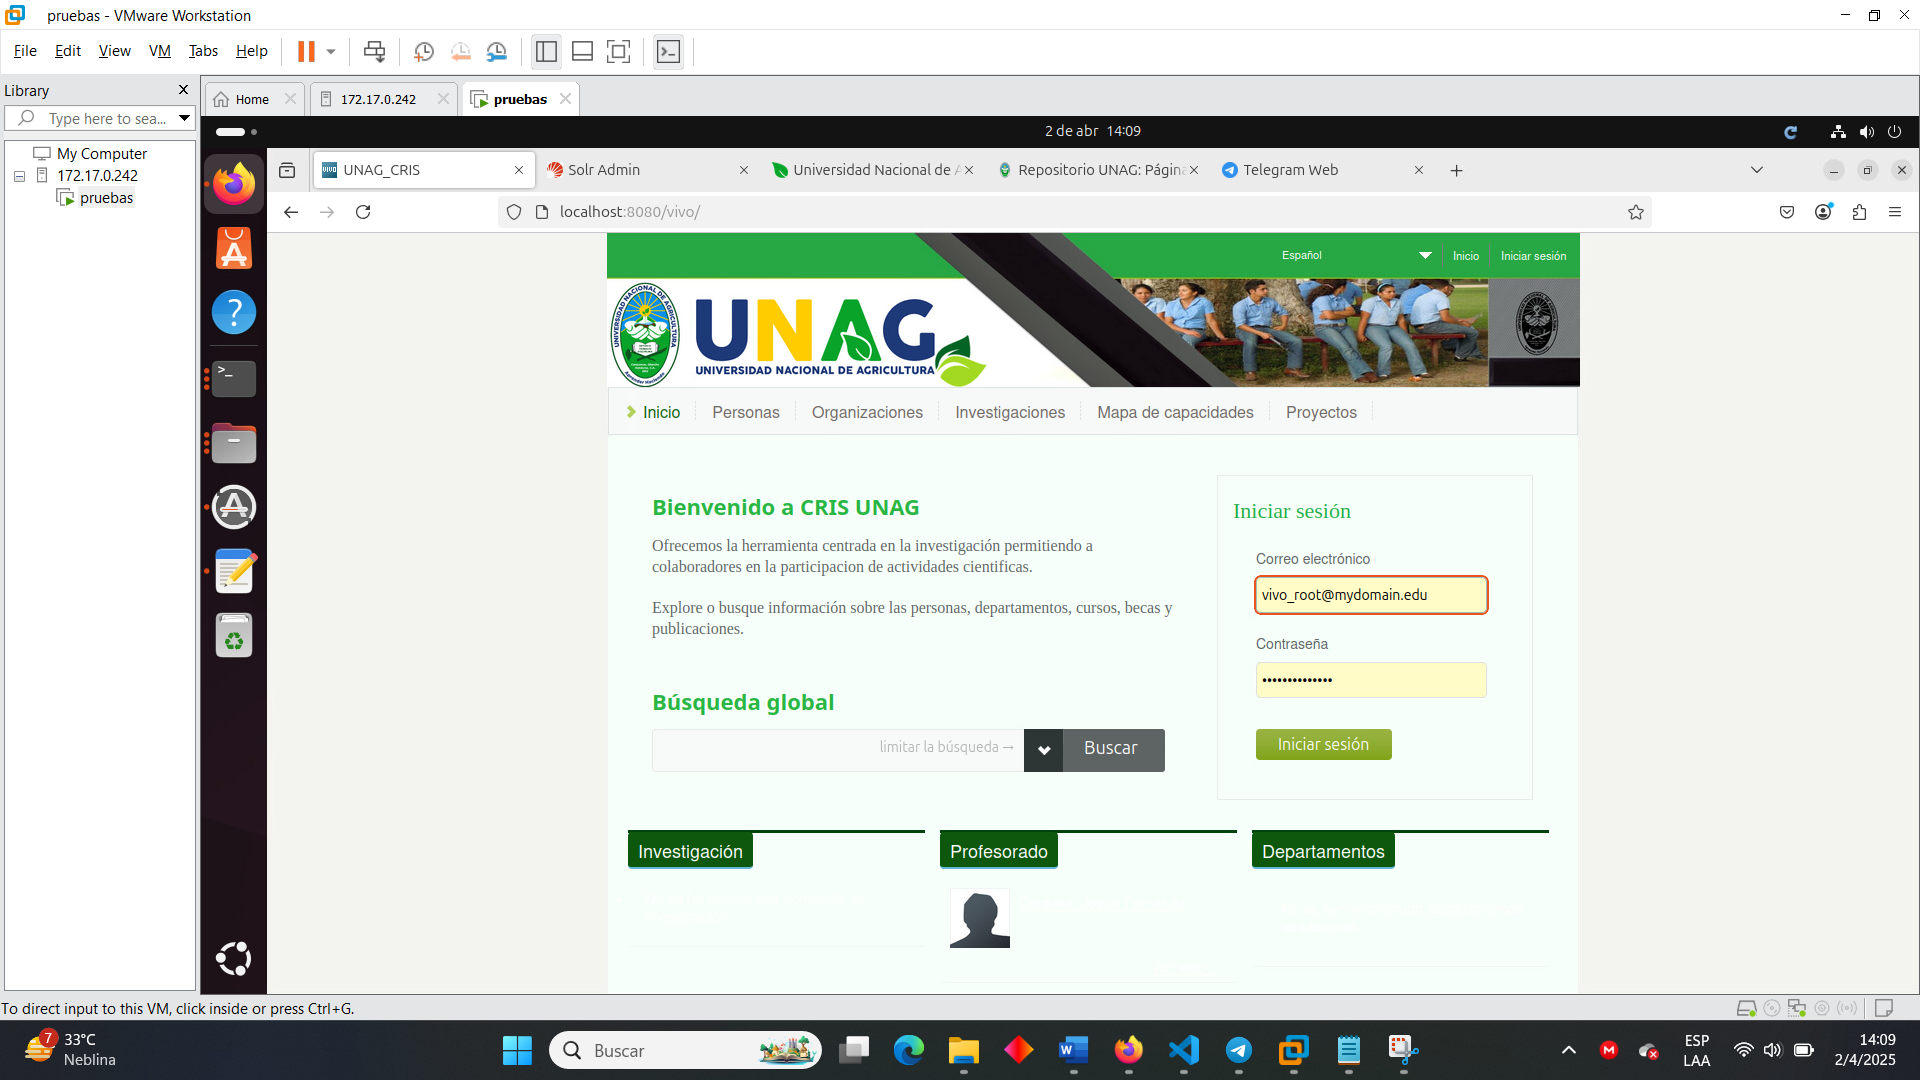 pruebas - VMware Workstation
File Edit View VM Tabs Help
Library
Type here to sea...
My Computer
172.17.0.242
pruebas
Home
172.17.0.242
pruebas
2 de abr 14:09
UNAG_CRIS
Solr Admin
Universidad Nacional de A
Repositorio UNAG: Página
Telegram Web
localhost:8080/vivo/
Español
Inicio
Iniciar sesión
UNAG
UNIVERSIDAD NACIONAL DE AGRICULTURA
Inicio
Personas
Organizaciones
Investigaciones
Mapa de capacidades
Proyectos
Bienvenido a CRIS UNAG
Ofrecemos la herramienta centrada en la investigación permitiendo a
colaboradores en la participacion de actividades cientificas.
Explore o busque información sobre las personas, departamentos, cursos, becas y
publicaciones.
Búsqueda global
limitar la búsqueda →
Buscar
Iniciar sesión
Correo electrónico
vivo_root@mydomain.edu
Contraseña
••••••••••••••
Iniciar sesión
Investigación
Profesorado
Departamentos
To direct input to this VM, click inside or press Ctrl+G.
7
33°C
Neblina
Buscar
ESP
LAA
14:09
2/4/2025